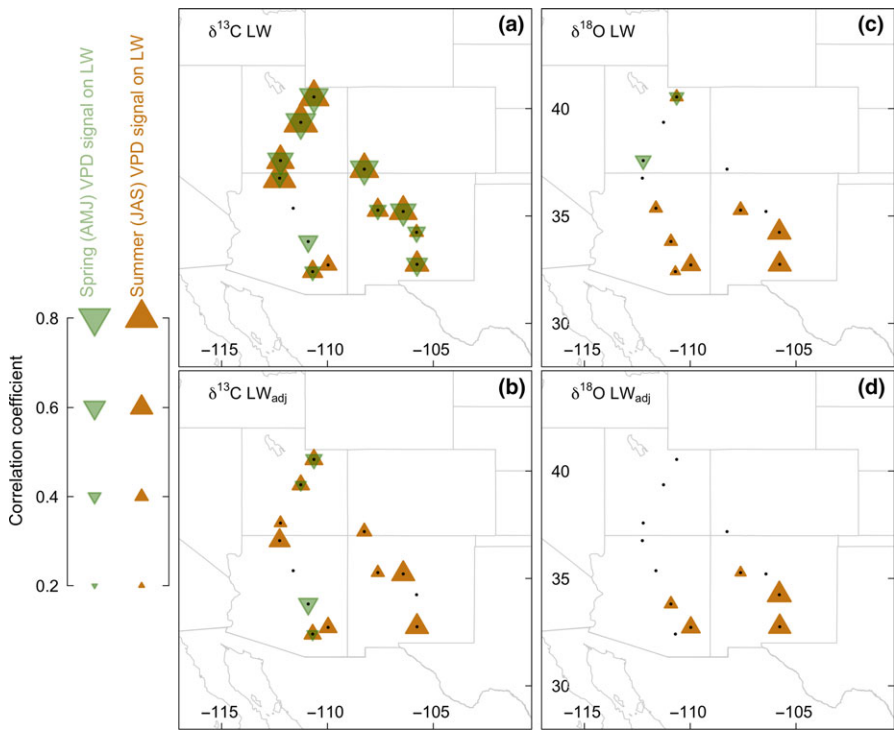 Spring (AMJ) VPD signal on LW
Summer (JAS) VPD signal on LW
Correlation coefficient
0.8
0.6
0.4
0.2
δ¹³C LW
(a)
−115
−110
−105
δ¹⁸O LW
(c)
40
35
30
−115
−110
−105
δ¹³C LWadj
(b)
−115
−110
−105
δ¹⁸O LWadj
(d)
40
35
30
−115
−110
−105